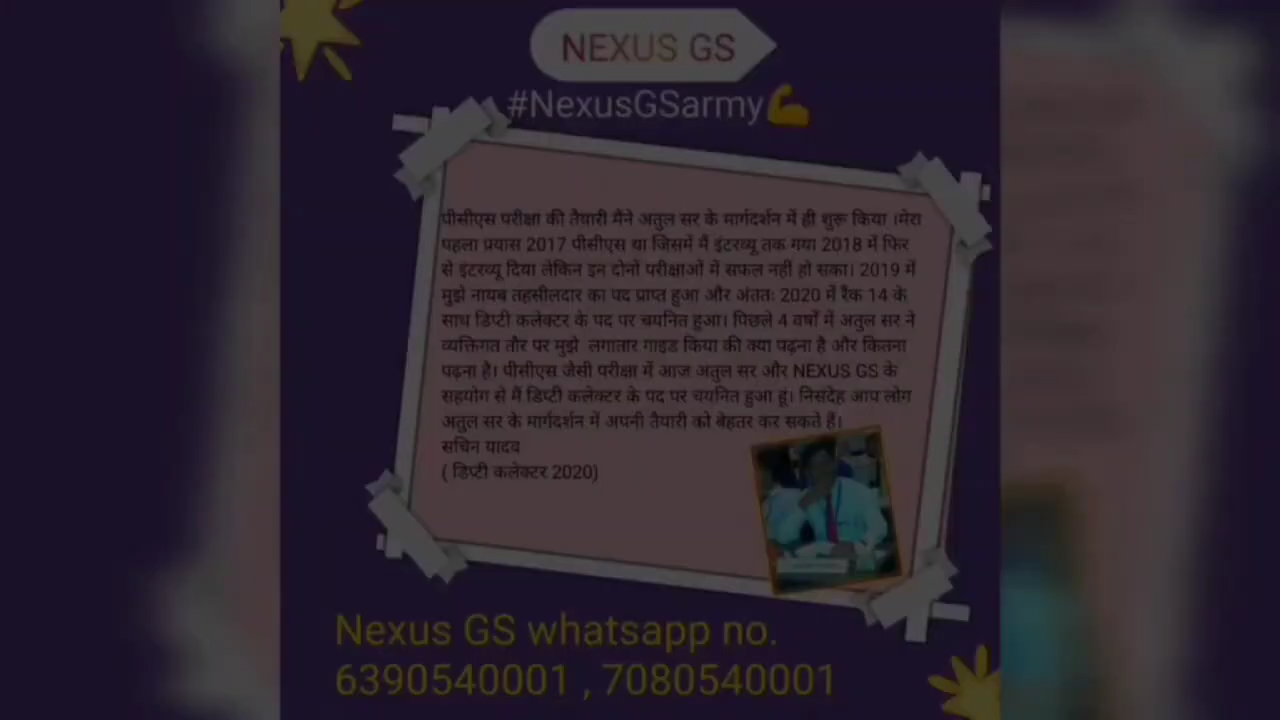 NEXUS GS
#NexusGSarmy💪
पीसीएस परीक्षा की तैयारी मैने अतुल सर के मार्गदर्शन में ही शुरू किया ।मेरा
पहला प्रयास 2017 पीसीएस था जिसमें मैं इंटरव्यू तक गया 2018 में फिर
से इंटरव्यू दिया लेकिन इन दोनों परीक्षाओं में सफल नहीं हो सका। 2019 में
मुझे नायब तहसीलदार का पद प्राप्त हुआ और अंततः 2020 में रैंक 14 के
साथ डिप्टी कलेक्टर के पद पर चयनित हुआ। पिछले 4 वर्षों में अतुल सर ने
व्यक्तिगत तौर पर मुझे लगातार गाइड किया की क्या पढ़ना है और कितना
पढ़ना है। पीसीएस जैसी परीक्षा में आज अतुल सर और NEXUS GS के
सहयोग से मैं डिप्टी कलेक्टर के पद पर चयनित हुआ हूं। निसंदेह आप लोग
अतुल सर के मार्गदर्शन में अपनी तैयारी को बेहतर कर सकते हैं।
सचिन यादव
( डिप्टी कलेक्टर 2020)
Nexus GS whatsapp no.
6390540001 , 7080540001